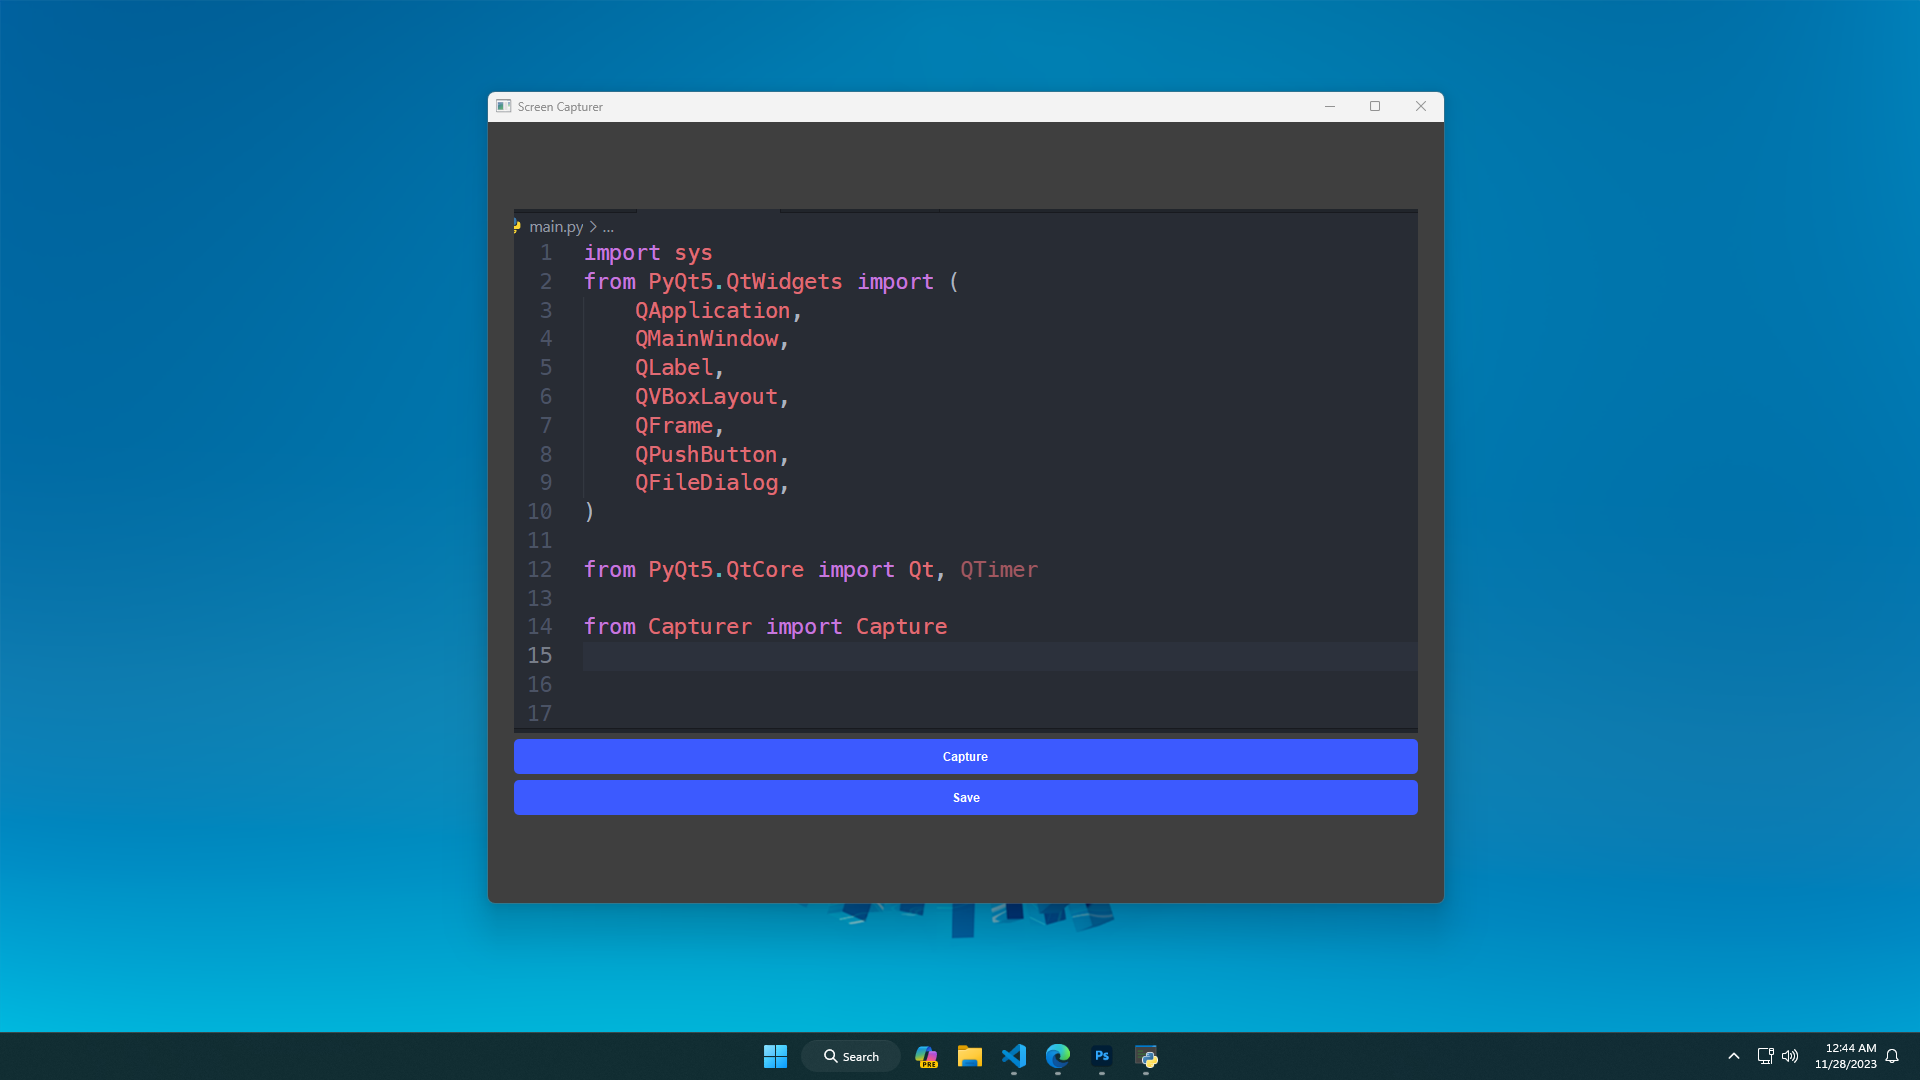 Screen Capturer
main.py > ...
1 import sys
2 from PyQt5.QtWidgets import (
3 QApplication,
4 QMainWindow,
5 QLabel,
6 QVBoxLayout,
7 QFrame,
8 QPushButton,
9 QFileDialog,
10 )
11
12 from PyQt5.QtCore import Qt, QTimer
13
14 from Capturer import Capture
15
16
17
Capture
Save
Search
PRE
Ps
12:44 AM
11/28/2023